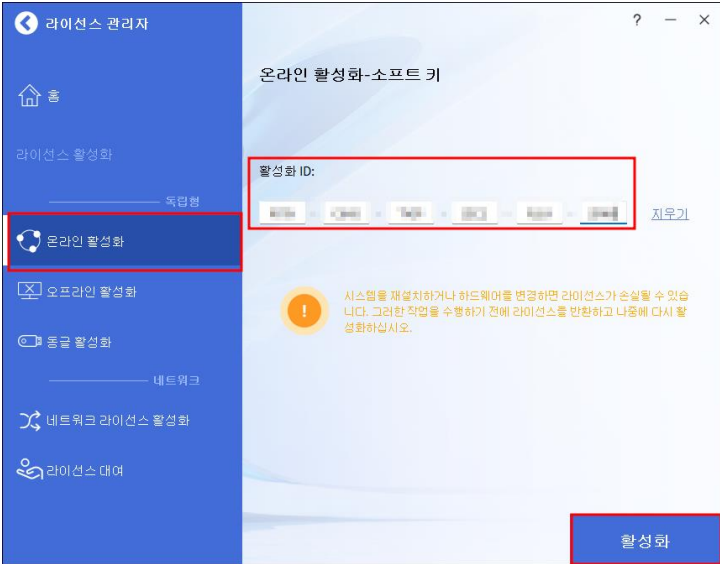 라이선스 관리자
?
홈
라이선스 활성화
독립형
온라인 활성화
오프라인 활성화
동글 활성화
네트워크
네트워크 라이선스 활성화
라이선스 대여
온라인 활성화-소프트 키
활성화 ID:
지우기
시스템를 재설치하거나 하드웨어를 변경하면 라이선스가 손실될 수 있습
니다. 그러한 작업을 수행하기 전에 라이선스를 반환하고 나중에 다시 활
성화하십시오.
활성화